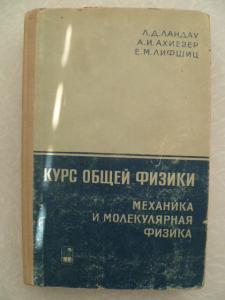 Л.Д.ЛАНДАУ
А.И.АХИЕЗЕР
Е.М.ЛИФШИЦ
КУРС ОБЩЕЙ ФИЗИКИ
МЕХАНИКА
И МОЛЕКУЛЯРНАЯ
ФИЗИКА